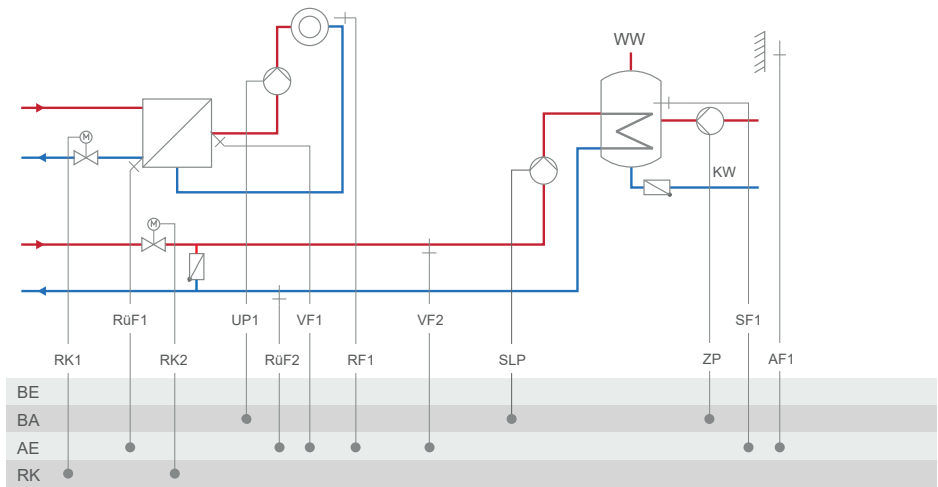 WW
M
KW
M
RüF1 UP1 VF1 VF2 SF1
RK1 RK2 RüF2 RF1 SLP ZP AF1
BE
BA
AE
RK